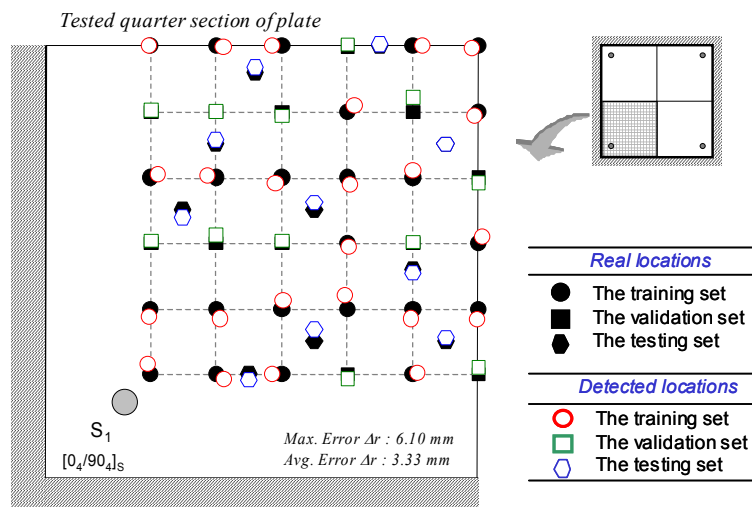 Tested quarter section of plate
Real locations
The training set
The validation set
The testing set
Detected locations
The training set
The validation set
The testing set
S1
[04/904]S
Max. Error Δr : 6.10 mm
Avg. Error Δr : 3.33 mm